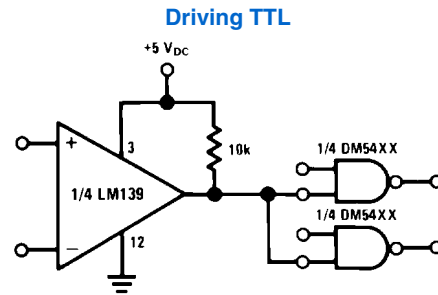 Driving TTL
+5 VDC
3
10k
1/4 DM54XX
+
1/4 LM139
1/4 DM54XX
−
12